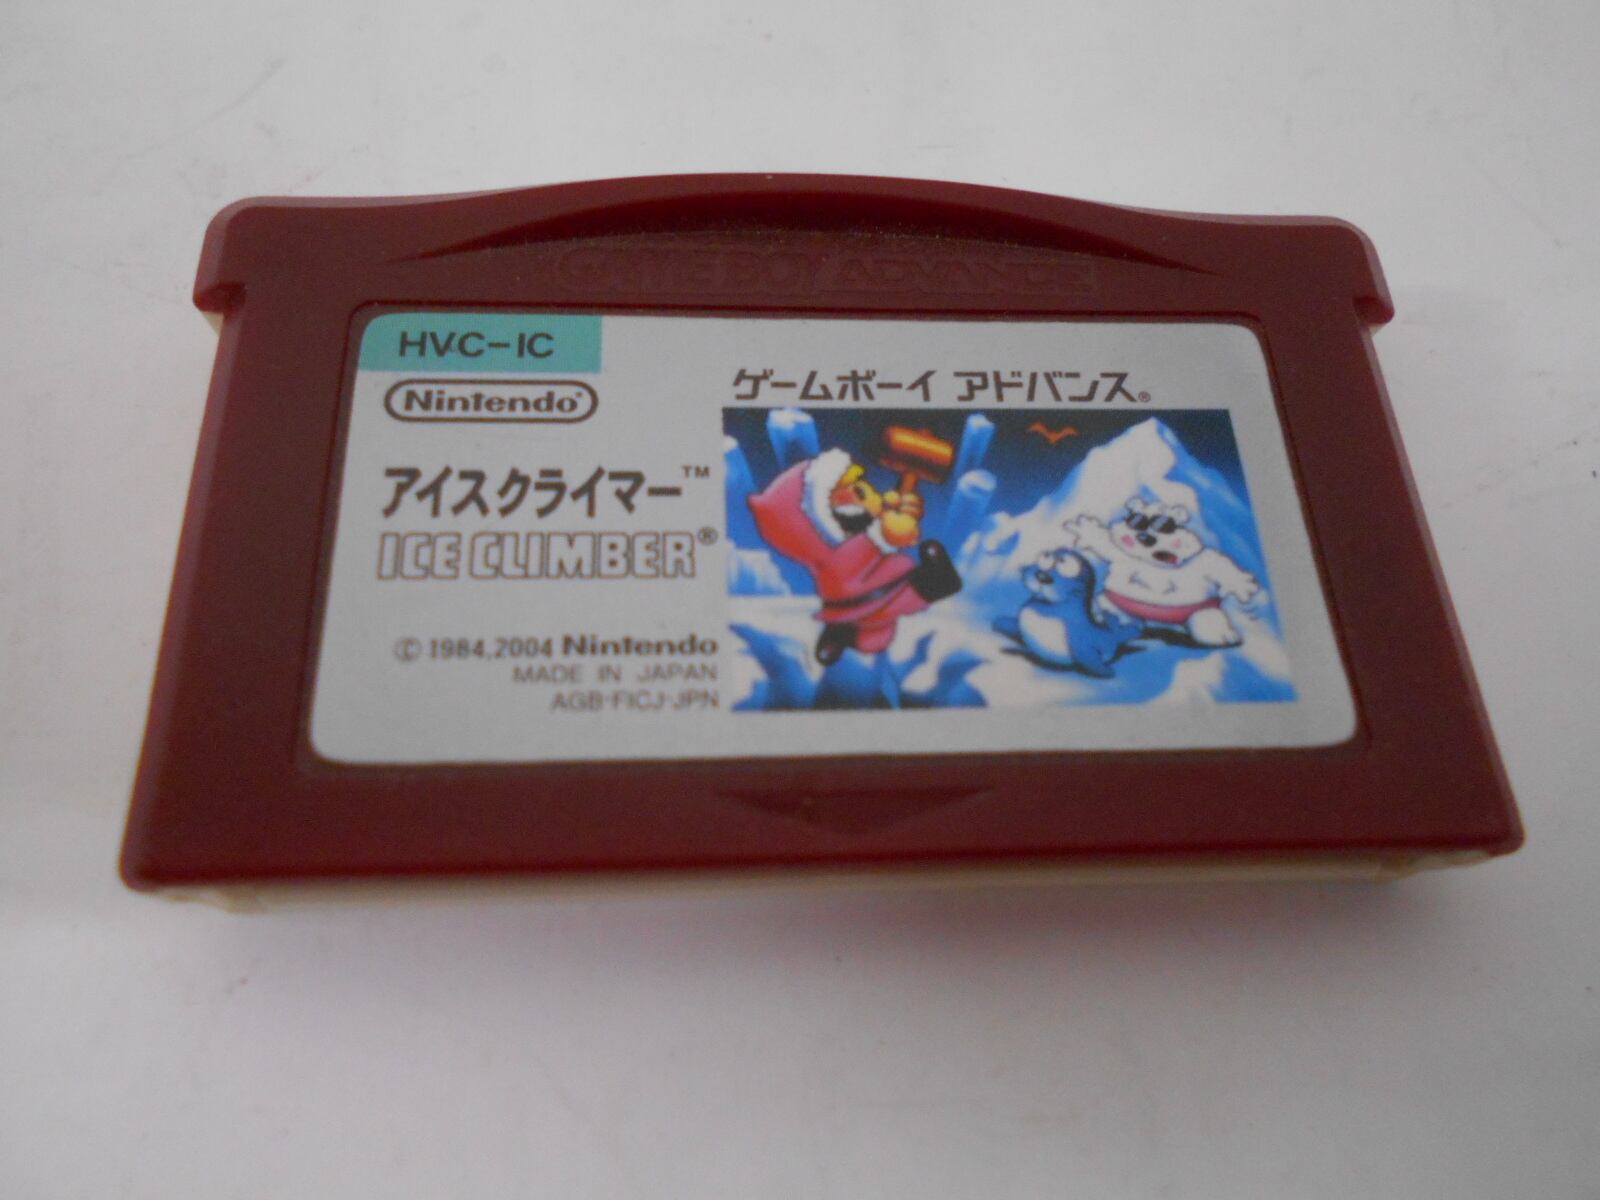 GAME BOY ADVANCE
HVC-IC
Nintendo®
ゲームボーイ アドバンス®
アイスクライマー™
ICE CLIMBER®
© 1984,2004 Nintendo
MADE IN JAPAN
AGB-FICJ-JPN